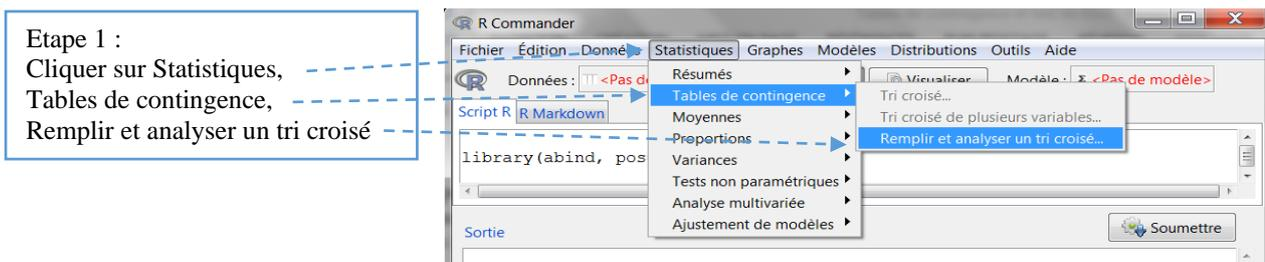 Etape 1 :
Cliquer sur Statistiques,
Tables de contingence,
Remplir et analyser un tri croisé
R Commander
Fichier Édition Données Statistiques Graphes Modèles Distributions Outils Aide
Données : <Pas de Visualiser Modèle : Σ <Pas de modèle>
Script R R Markdown
library(abind, pos
Résumés
Tables de contingence
Moyennes
Proportions
Variances
Tests non paramétriques
Analyse multivariée
Ajustement de modèles
Tri croisé...
Tri croisé de plusieurs variables...
Remplir et analyser un tri croisé...
Sortie
Soumettre